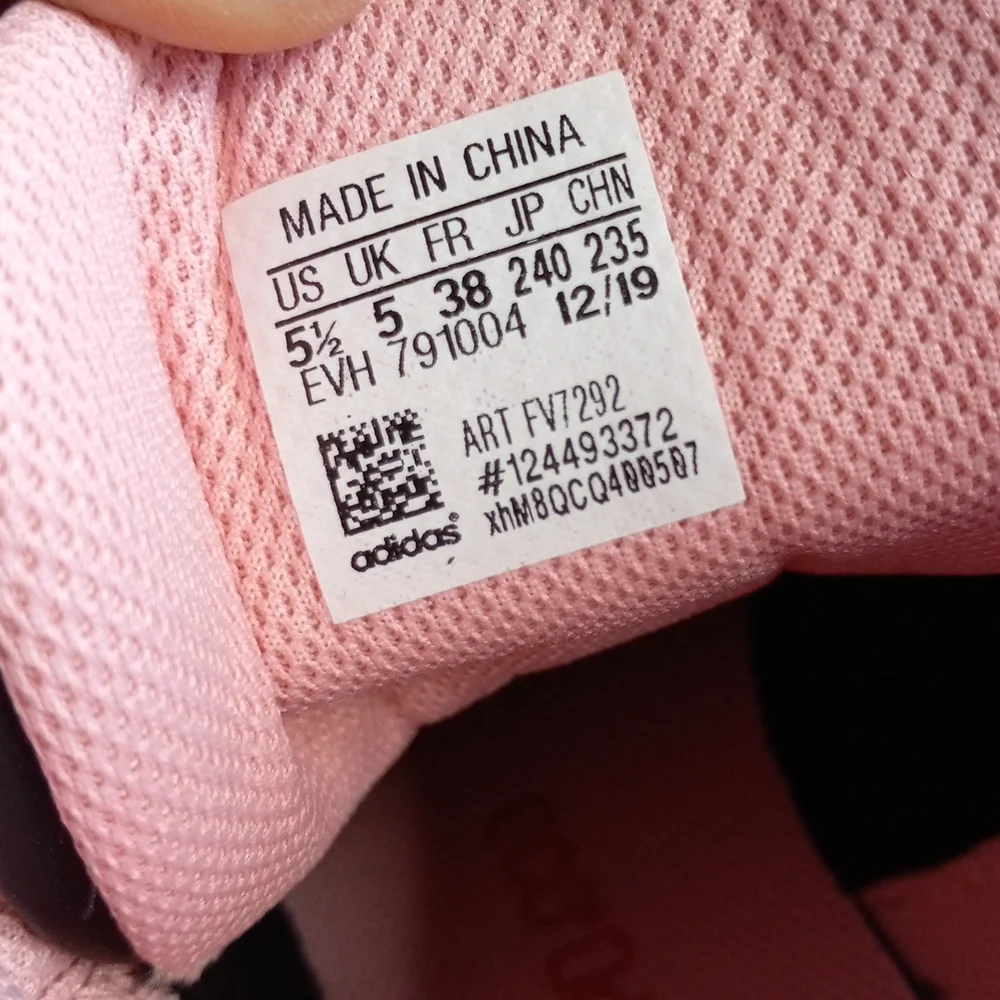 MADE IN CHINA
US UK FR JP CHN
5½ 5 38 240 235
EVH 791004 12/19
ART FV7292
#124493372
xhM8QCQ400507
adidas®